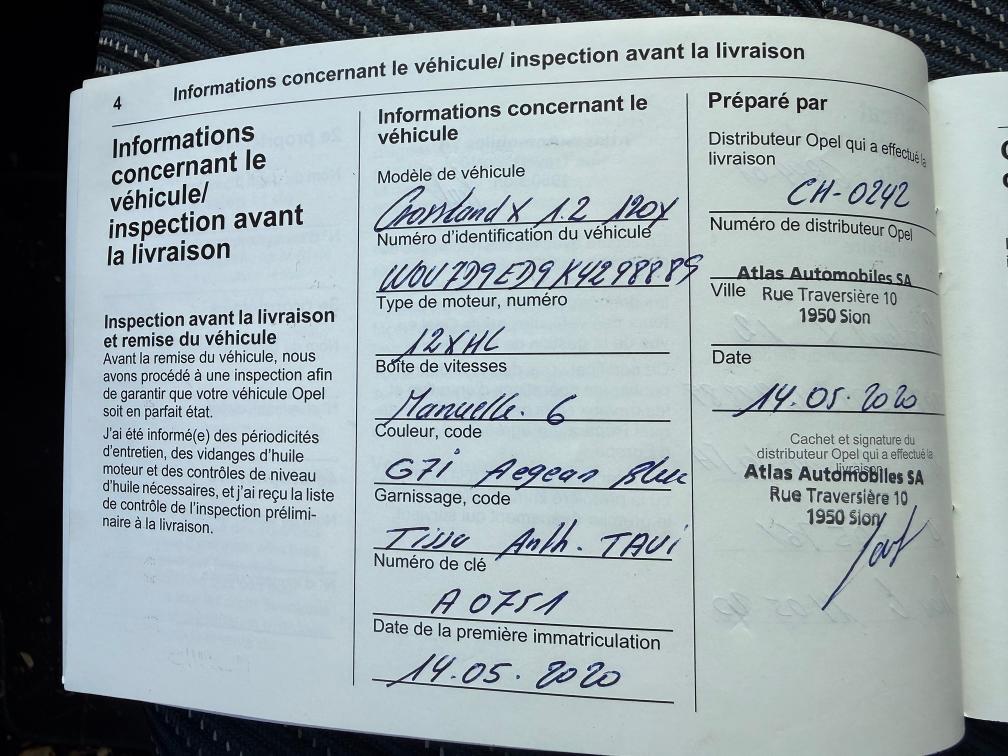 4
Informations concernant le véhicule/ inspection avant la livraison
Informations
concernant le
véhicule/
inspection avant
la livraison
Inspection avant la livraison
et remise du véhicule
Avant la remise du véhicule, nous
avons procédé à une inspection afin
de garantir que votre véhicule Opel
soit en parfait état.
J'ai été informé(e) des périodicités
d'entretien, des vidanges d'huile
moteur et des contrôles de niveau
d'huile nécessaires, et j'ai reçu la liste
de contrôle de l'inspection prélimi-
naire à la livraison.
Informations concernant le
véhicule
Modèle de véhicule
Crossland X 1.2 120Y
Numéro d'identification du véhicule
W0V7D9ED9K4298889
Type de moteur, numéro
12XHL
Boîte de vitesses
Manuelle. 6
Couleur, code
G7i Aegean Blue
Garnissage, code
Tissu Anth. TAVi
Numéro de clé
A0751
Date de la première immatriculation
14.05.2020
Préparé par
Distributeur Opel qui a effectué la
livraison
CH-0242
Numéro de distributeur Opel
Atlas Automobiles SA
Ville
Rue Traversière 10
1950 Sion
Date
14.05.2020
Cachet et signature du
distributeur Opel qui a effectué la
livraison
Atlas Automobiles SA
Rue Traversière 10
1950 Sion